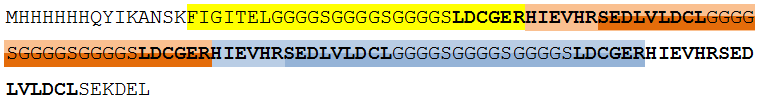 MHHHHHHQYIKANSKFIGITELGGGGSGGGGSGGGGSLDCGERHIEVHRSEDLVLDCLGGGG
SGGGGSGGGGSLDCGERHIEVHRSEDLVLDCLGGGGSGGGGSGGGGSLDCGERHIEVHRSED
LVLDCLSEKDEL